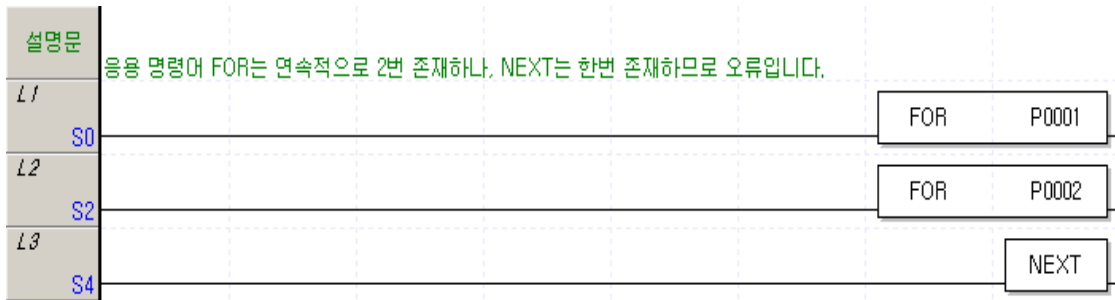 설명문
응용 명령어 FOR는 연속적으로 2번 존재하나, NEXT는 한번 존재하므로 오류입니다.
L1
FOR P0001
S0
L2
FOR P0002
S2
L3
NEXT
S4